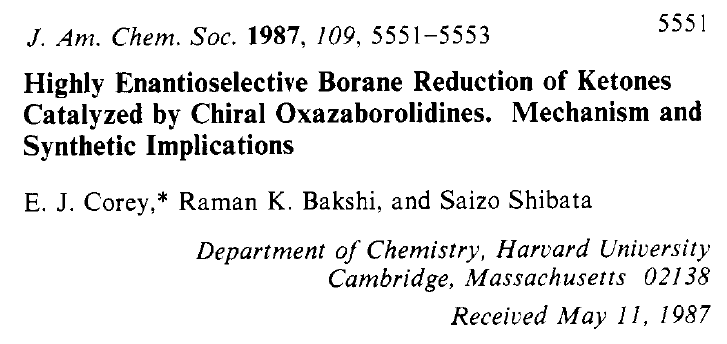 5551
J. Am. Chem. Soc. 1987, 109, 5551–5553
Highly Enantioselective Borane Reduction of Ketones
Catalyzed by Chiral Oxazaborolidines. Mechanism and
Synthetic Implications
E. J. Corey,* Raman K. Bakshi, and Saizo Shibata
Department of Chemistry, Harvard University
Cambridge, Massachusetts 02138
Received May 11, 1987